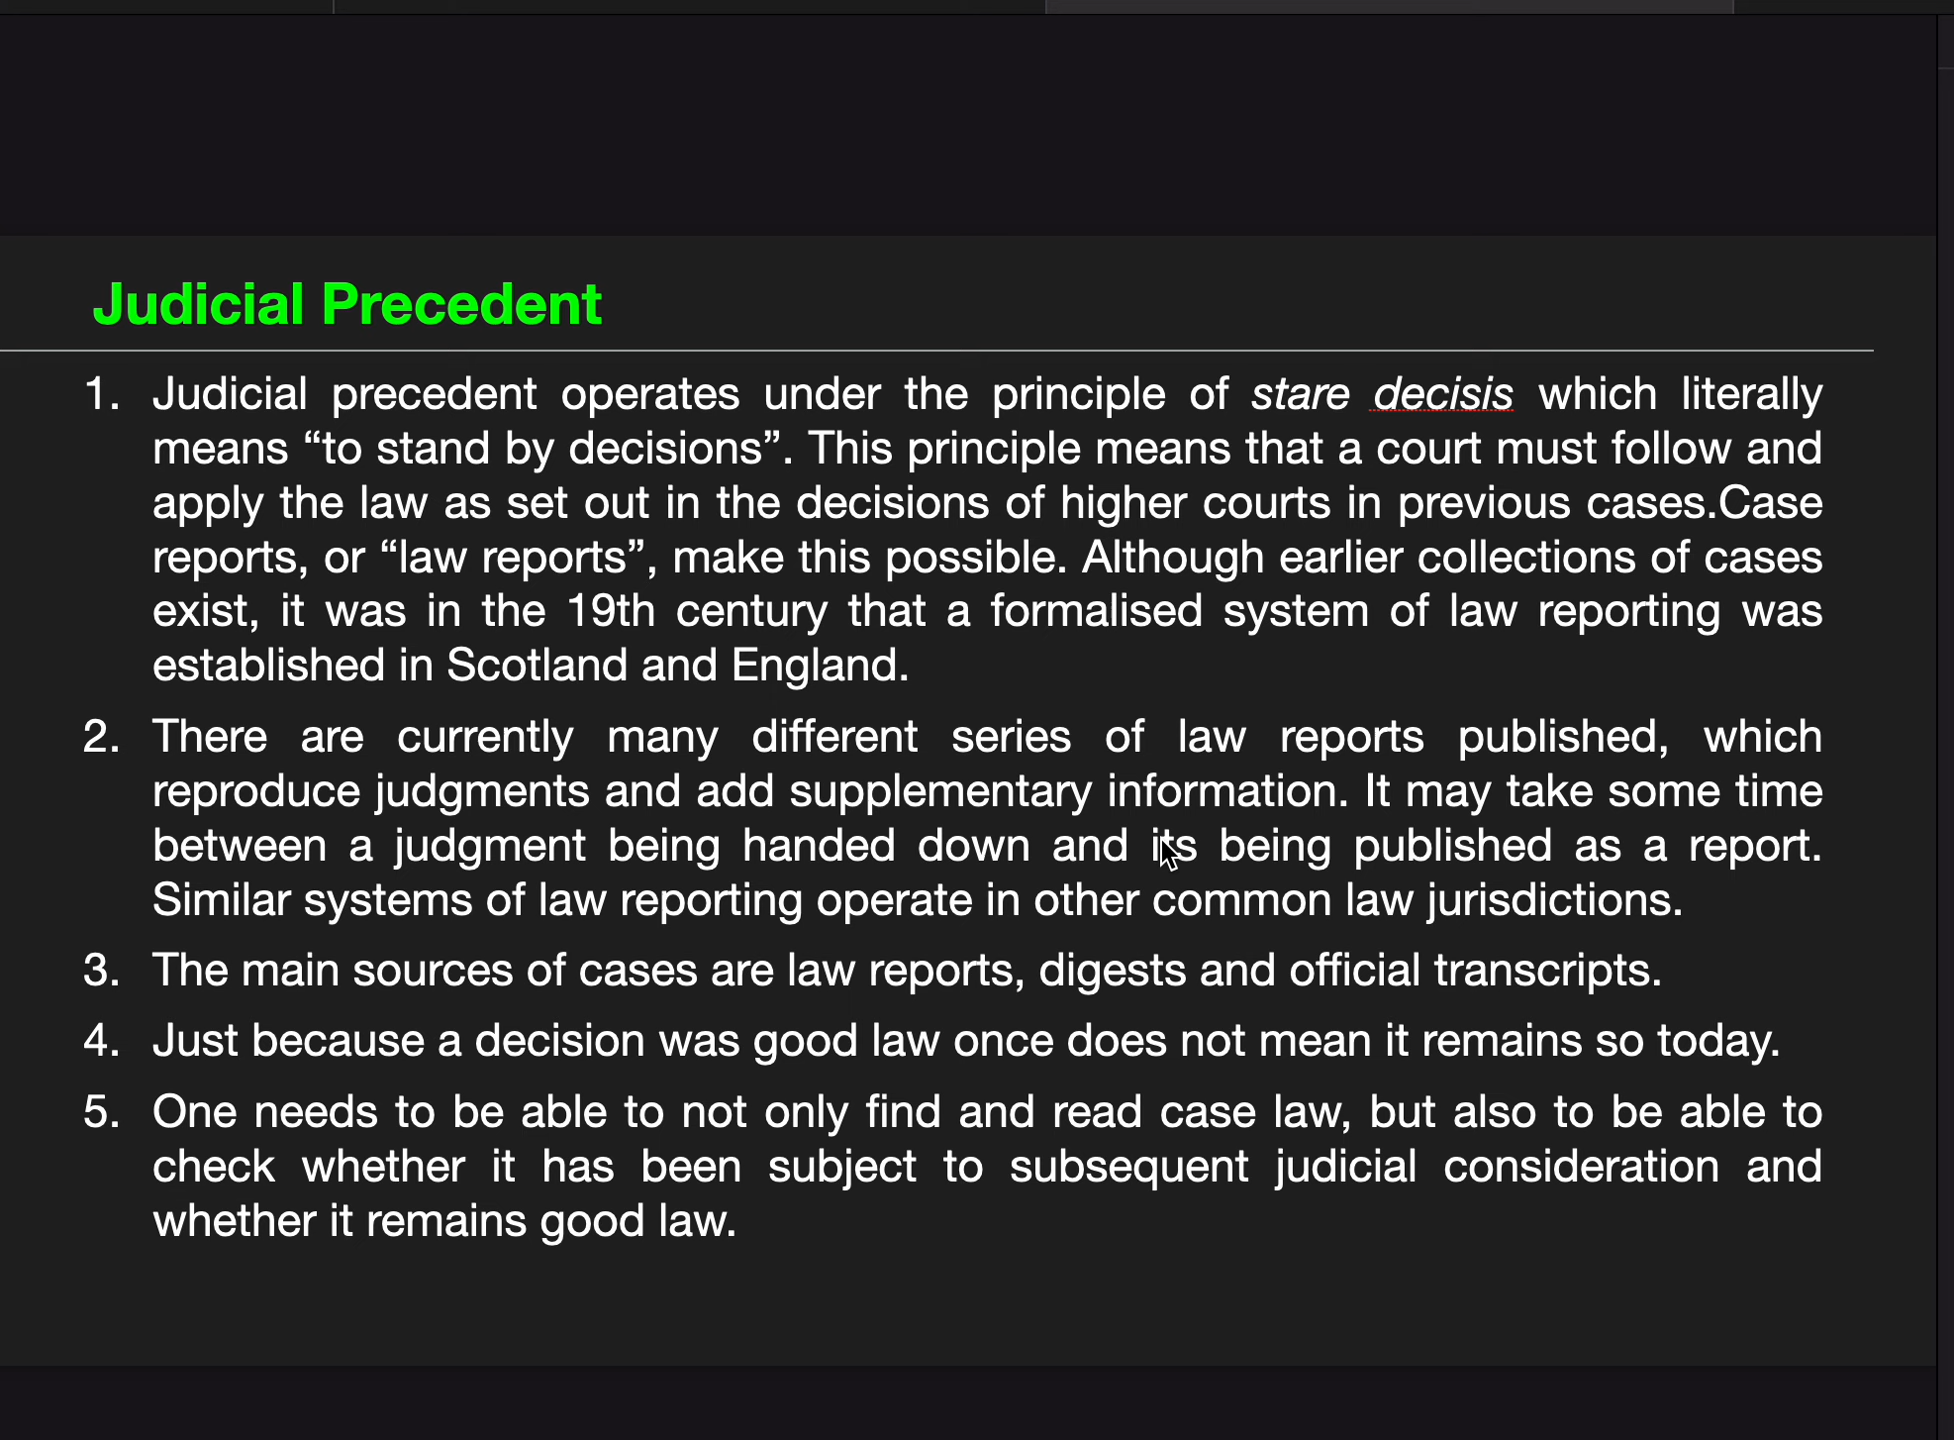 Judicial Precedent
1. Judicial precedent operates under the principle of stare decisis which literally
means “to stand by decisions”. This principle means that a court must follow and
apply the law as set out in the decisions of higher courts in previous cases.Case
reports, or “law reports”, make this possible. Although earlier collections of cases
exist, it was in the 19th century that a formalised system of law reporting was
established in Scotland and England.
2. There are currently many different series of law reports published, which
reproduce judgments and add supplementary information. It may take some time
between a judgment being handed down and its being published as a report.
Similar systems of law reporting operate in other common law jurisdictions.
3. The main sources of cases are law reports, digests and official transcripts.
4. Just because a decision was good law once does not mean it remains so today.
5. One needs to be able to not only find and read case law, but also to be able to
check whether it has been subject to subsequent judicial consideration and
whether it remains good law.